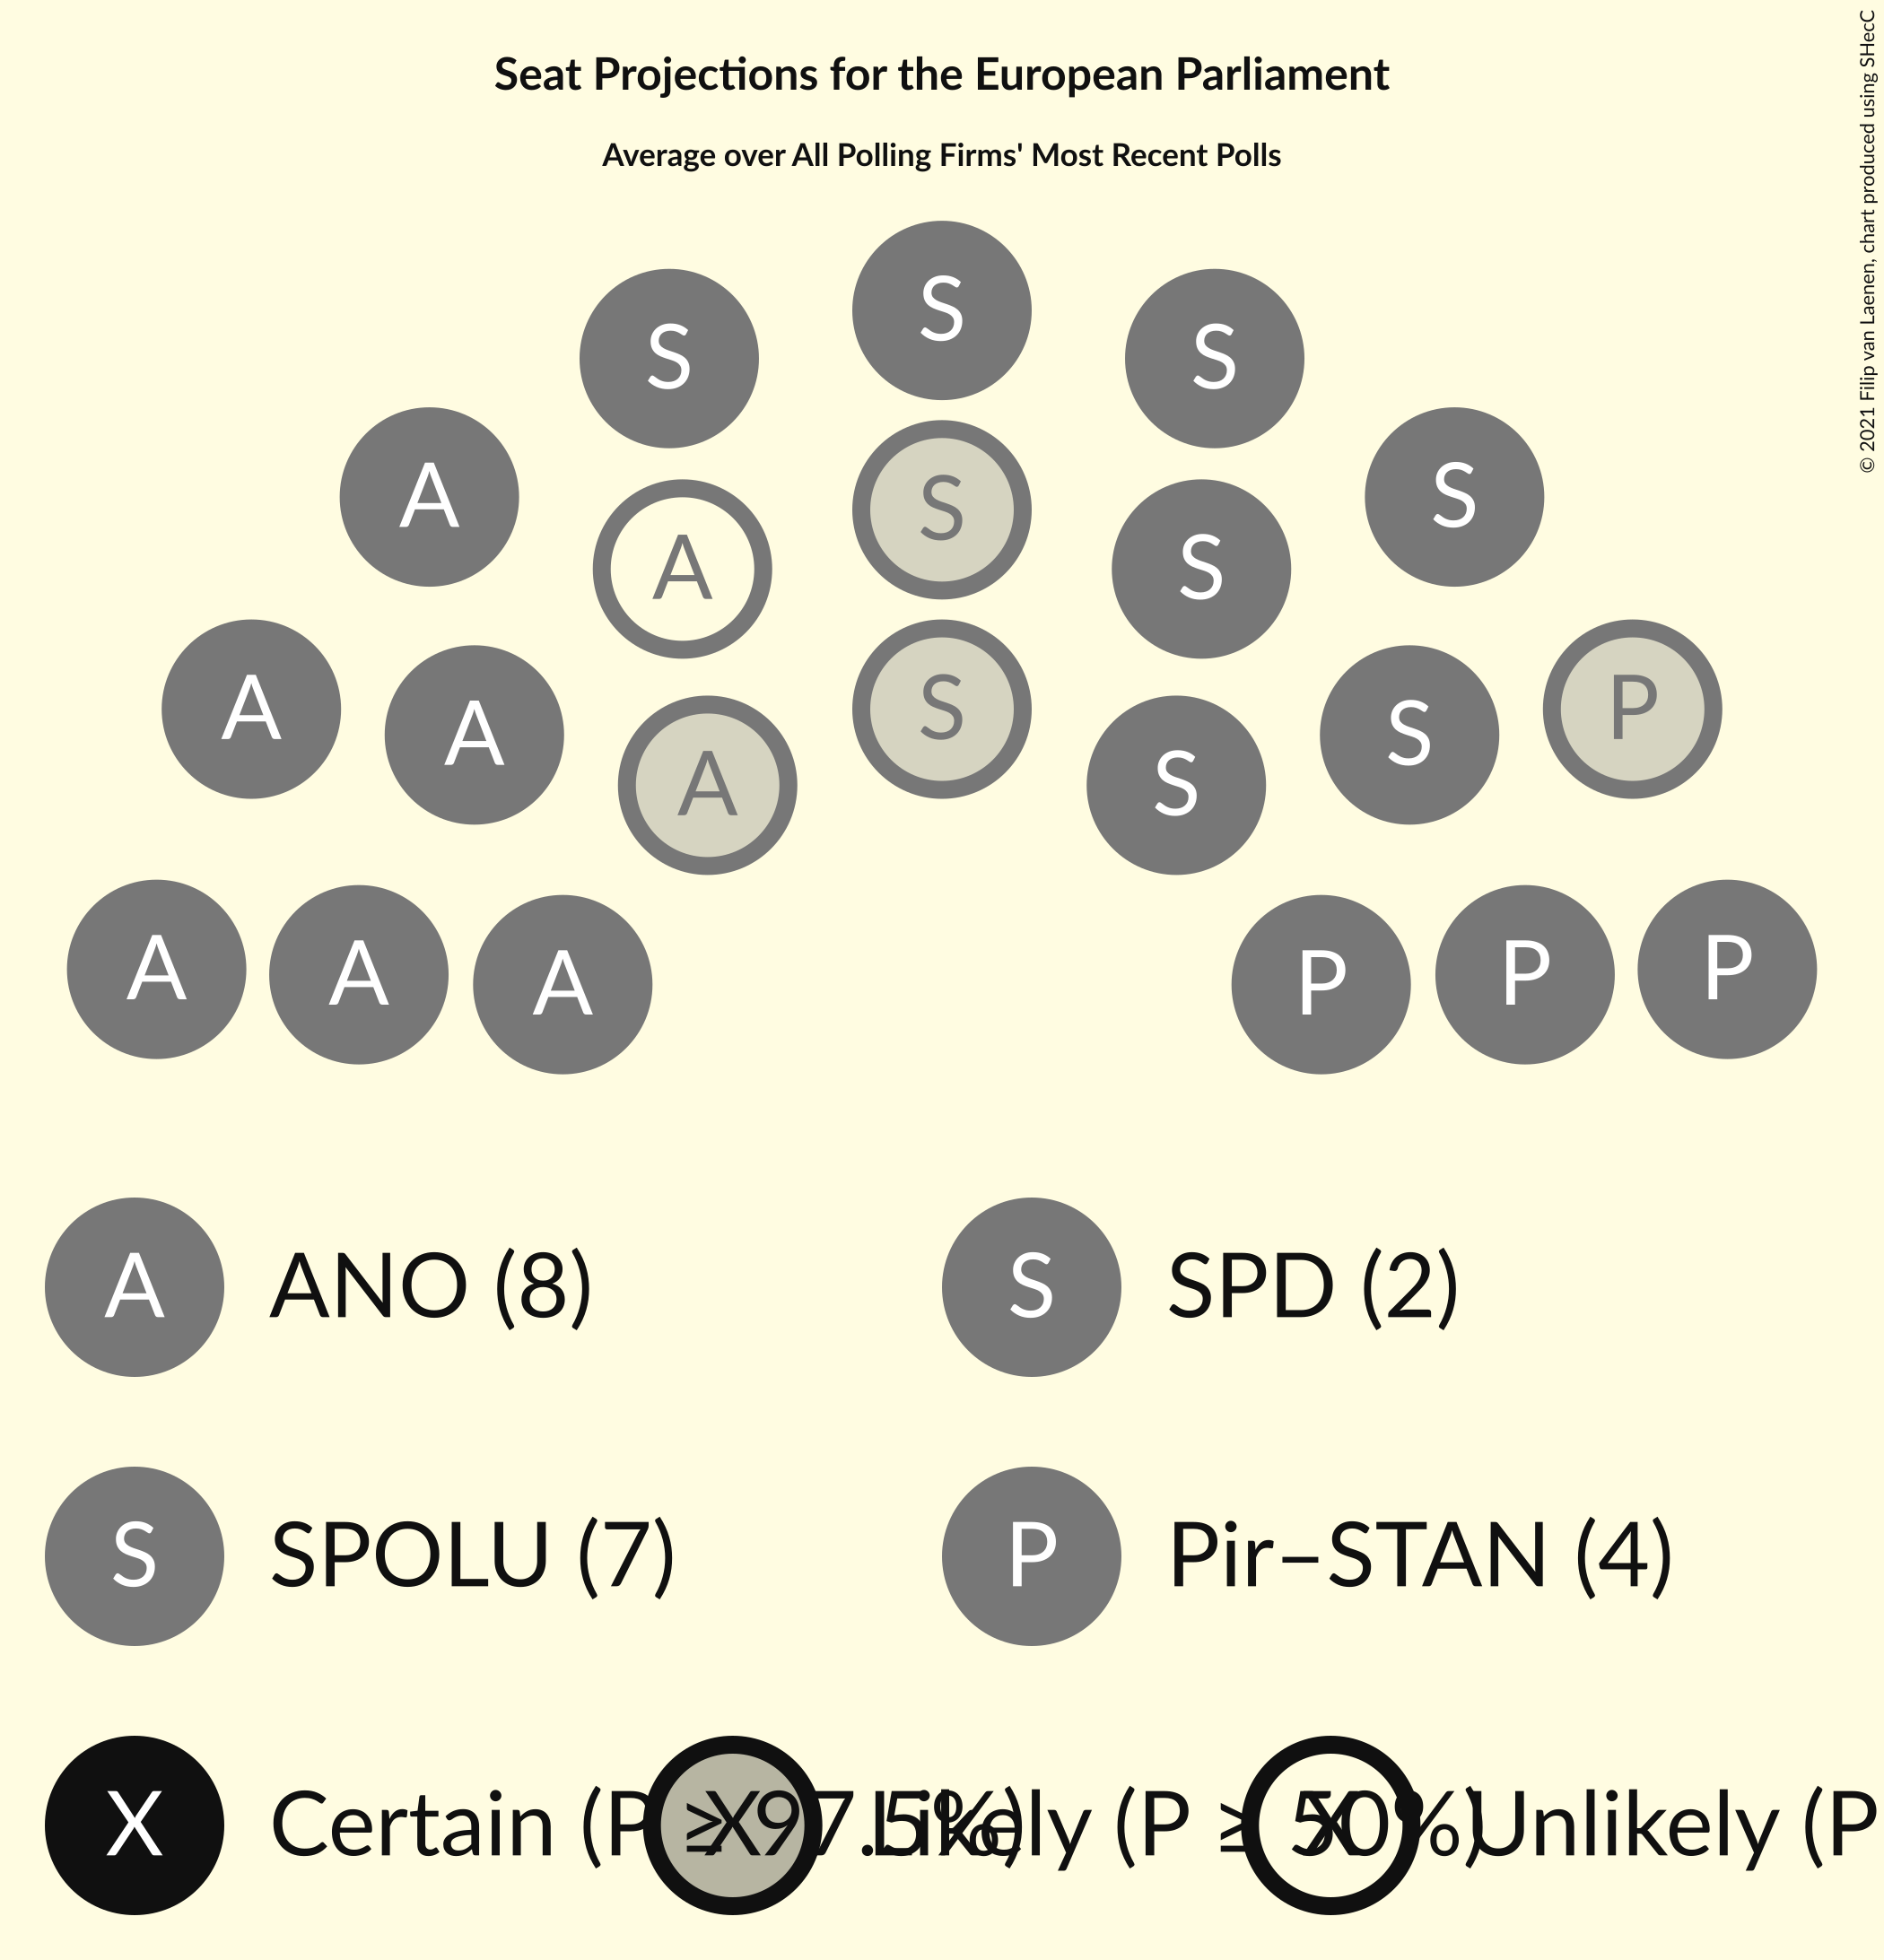 Seat Projections for the European Parliament
Average over All Polling Firms' Most Recent Polls
© 2021 Filip van Laenen, chart produced using SHecC
S
S S
A S
S
A S
A S P
A S
A S
A A A P P P
A ANO (8) S SPD (2)
S SPOLU (7) P Pir–STAN (4)
X Certain (P ≥ 97.5%) X Likely (P ≥ 50%) X Unlikely (P